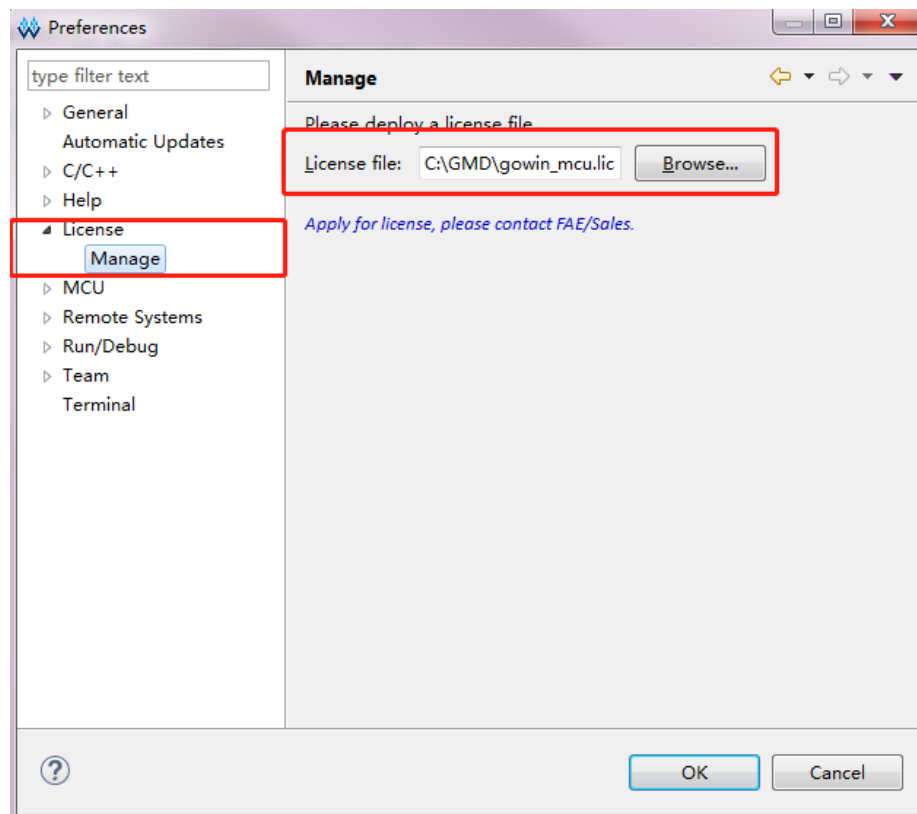 Preferences
type filter text
General
Automatic Updates
C/C++
Help
License
Manage
MCU
Remote Systems
Run/Debug
Team
Terminal
Manage
Please deploy a license file
License file: C:\GMD\gowin_mcu.lic Browse...
Apply for license, please contact FAE/Sales.
OK Cancel